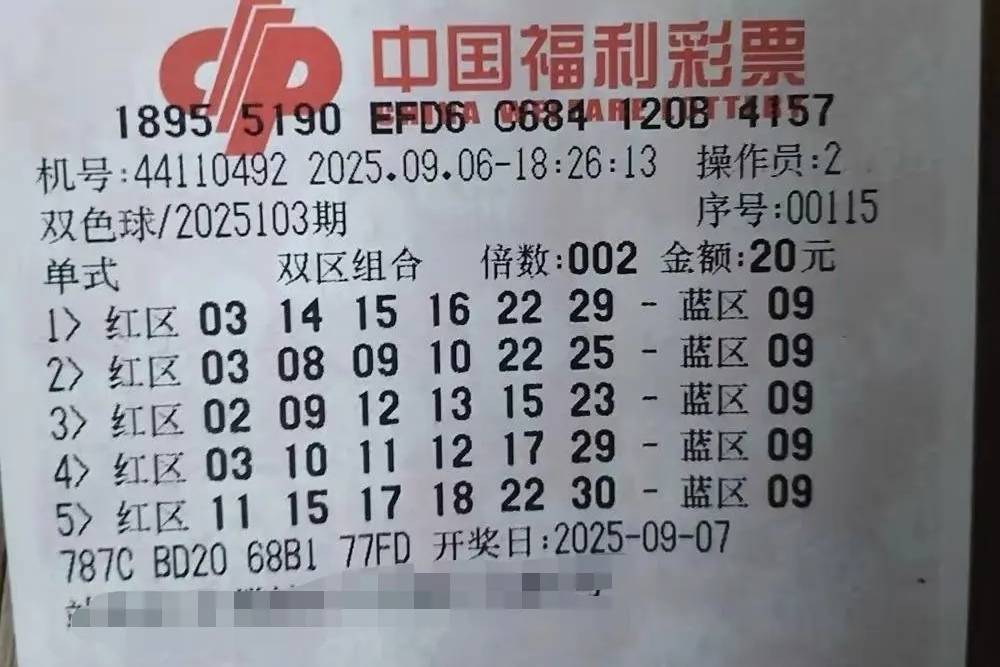 中国福利彩票
CHINA WELFARE LOTTERY
1895 5190 EFD6 C684 120B 4157
机号:44110492 2025.09.06-18:26:13 操作员:2
双色球/2025103期 序号:00115
单式 双区组合 倍数:002 金额:20元
1> 红区 03 14 15 16 22 29 - 蓝区 09
2> 红区 03 08 09 10 22 25 - 蓝区 09
3> 红区 02 09 12 13 15 23 - 蓝区 09
4> 红区 03 10 11 12 17 29 - 蓝区 09
5> 红区 11 15 17 18 22 30 - 蓝区 09
787C BD20 68B1 77FD 开奖日:2025-09-07